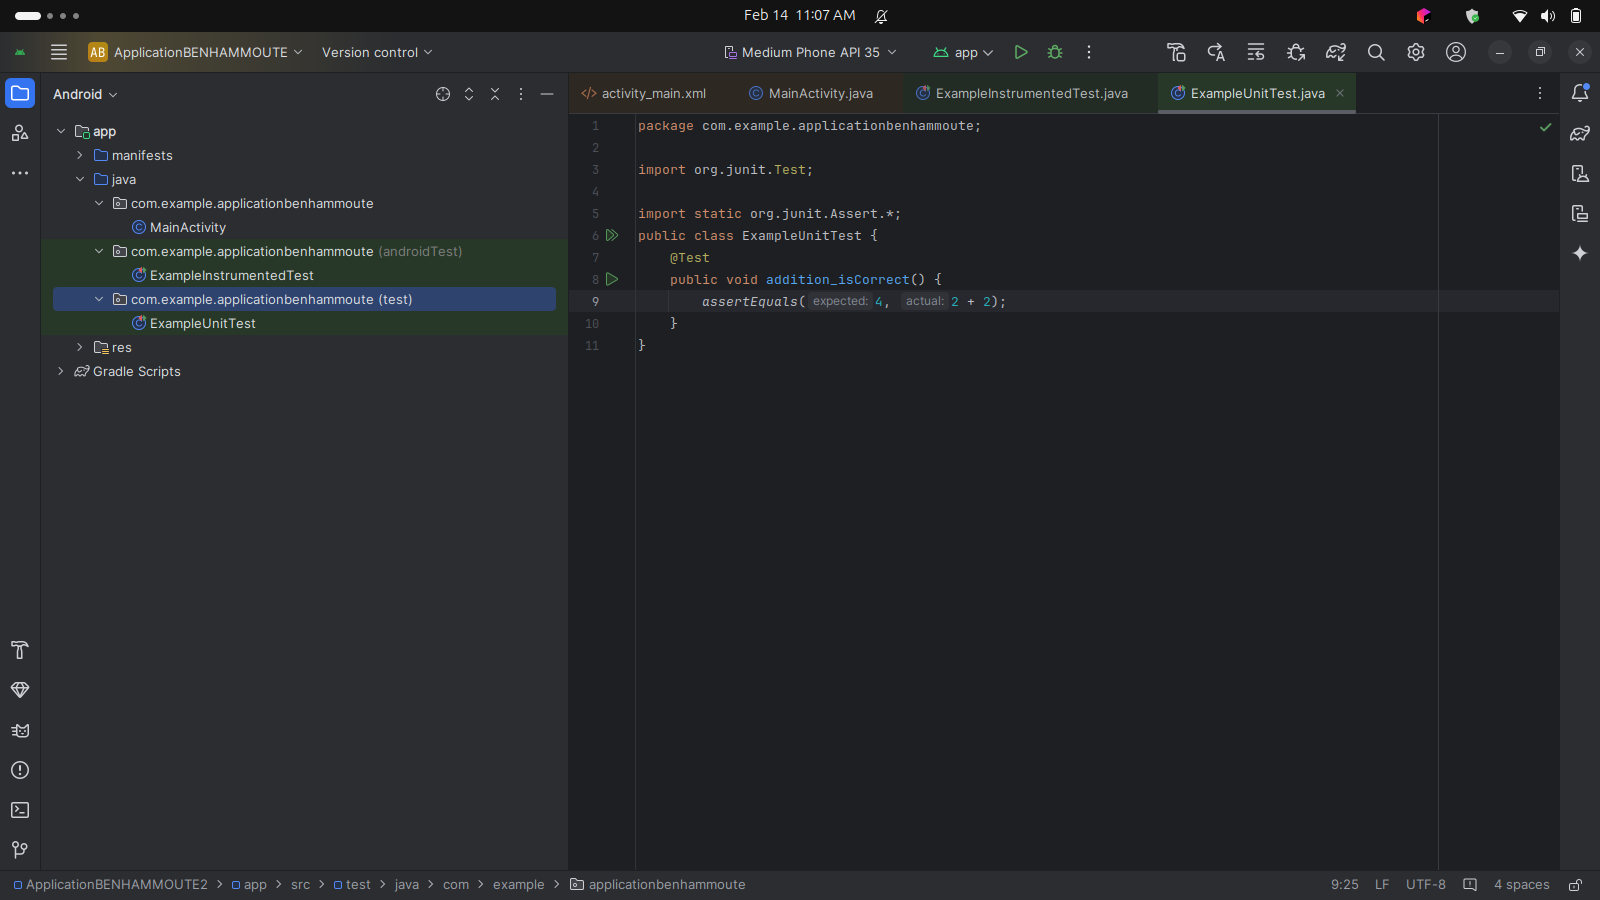 Feb 14 11:07 AM
AB ApplicationBENHAMMOUTE Version control Medium Phone API 35 app
Android
app
manifests
java
com.example.applicationbenhammoute
MainActivity
com.example.applicationbenhammoute (androidTest)
ExampleInstrumentedTest
com.example.applicationbenhammoute (test)
ExampleUnitTest
res
Gradle Scripts
</> activity_main.xml MainActivity.java ExampleInstrumentedTest.java ExampleUnitTest.java
1 package com.example.applicationbenhammoute;
2
3 import org.junit.Test;
4
5 import static org.junit.Assert.*;
6 public class ExampleUnitTest {
7 @Test
8 public void addition_isCorrect() {
9 assertEquals( expected: 4, actual: 2 + 2);
10 }
11 }
ApplicationBENHAMMOUTE2 > app > src > test > java > com > example > applicationbenhammoute 9:25 LF UTF-8 4 spaces